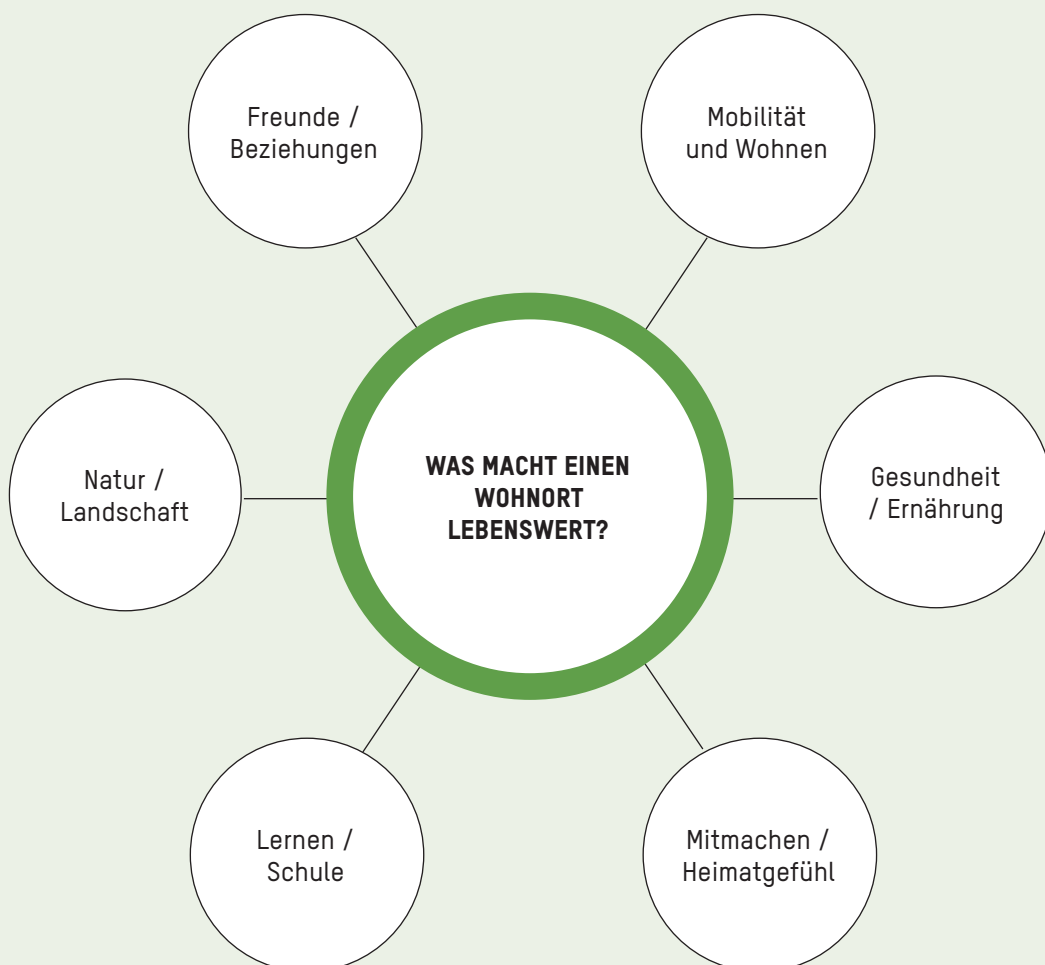 Freunde /
Beziehungen
Mobilität
und Wohnen
Natur /
Landschaft
WAS MACHT EINEN
WOHNORT
LEBENSWERT?
Gesundheit
/ Ernährung
Lernen /
Schule
Mitmachen /
Heimatgefühl